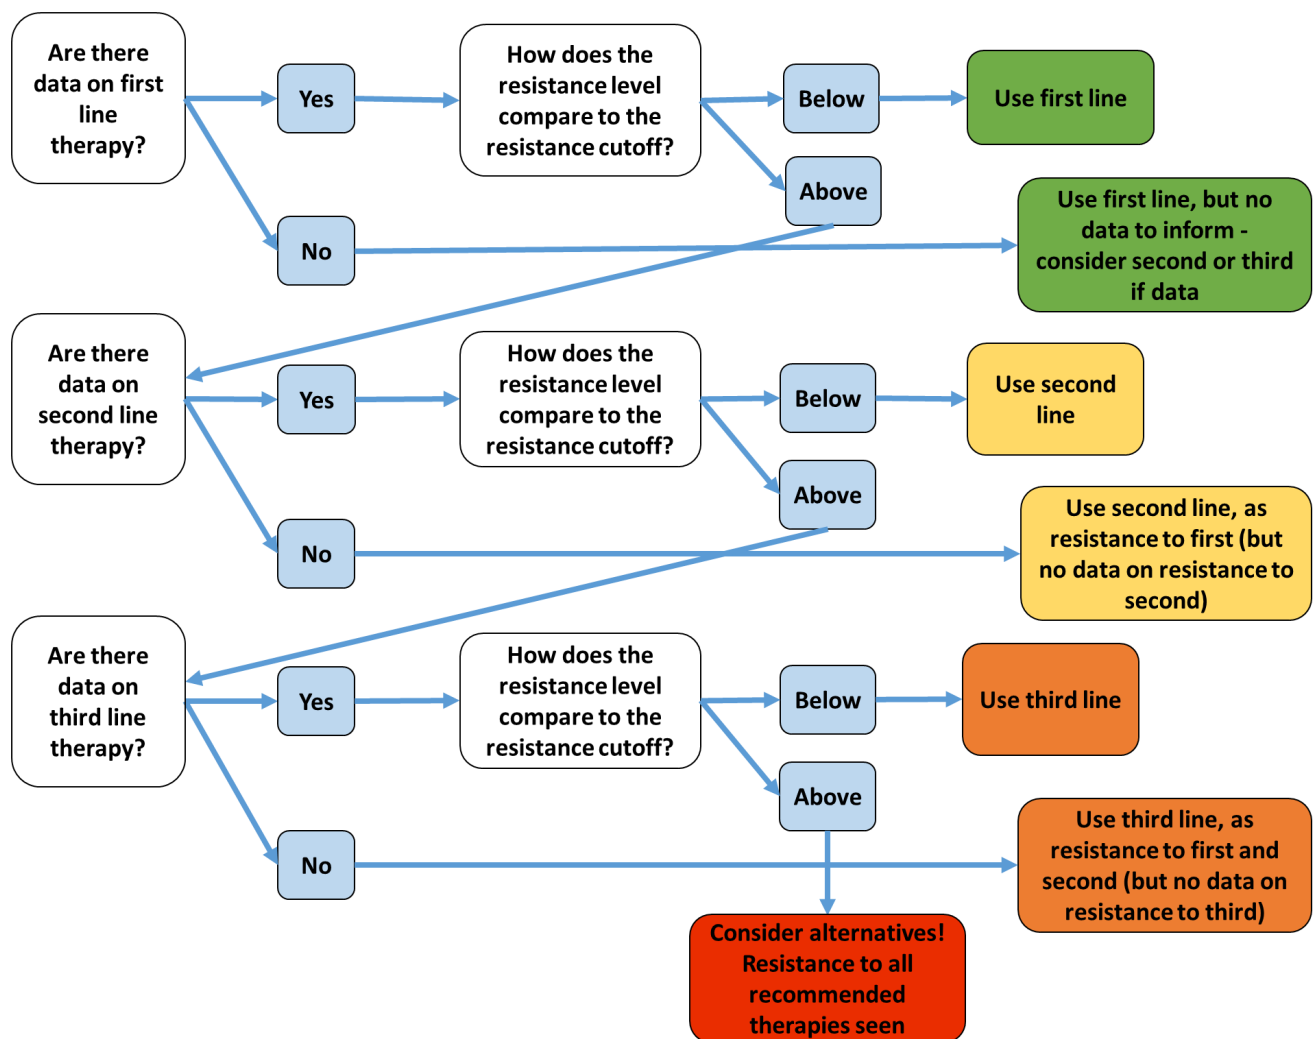 Are there
data on first
line
therapy?
Yes
How does the
resistance level
compare to the
resistance cutoff?
Below
Use first line
Above
No
Use first line, but no
data to inform -
consider second or third
if data
Are there
data on
second line
therapy?
Yes
How does the
resistance level
compare to the
resistance cutoff?
Below
Use second
line
Above
No
Use second line, as
resistance to first (but
no data on resistance to
second)
Are there
data on
third line
therapy?
Yes
How does the
resistance level
compare to the
resistance cutoff?
Below
Use third line
Above
No
Use third line, as
resistance to first and
second (but no data on
resistance to third)
Consider alternatives!
Resistance to all
recommended
therapies seen